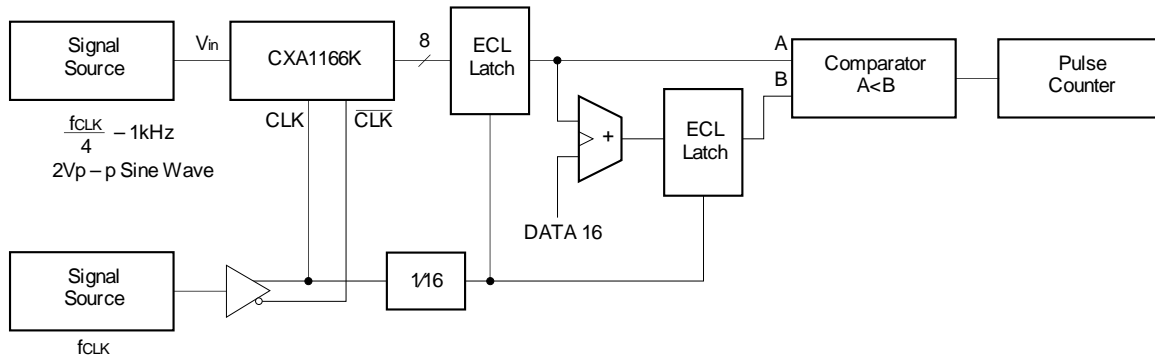 Signal
Source
Vin
CXA1166K
8
ECL
Latch
A
B
Comparator
A<B
Pulse
Counter
fCLK/4 – 1kHz
2Vp – p Sine Wave
CLK
CLK
+
ECL
Latch
DATA 16
Signal
Source
1/16
fCLK